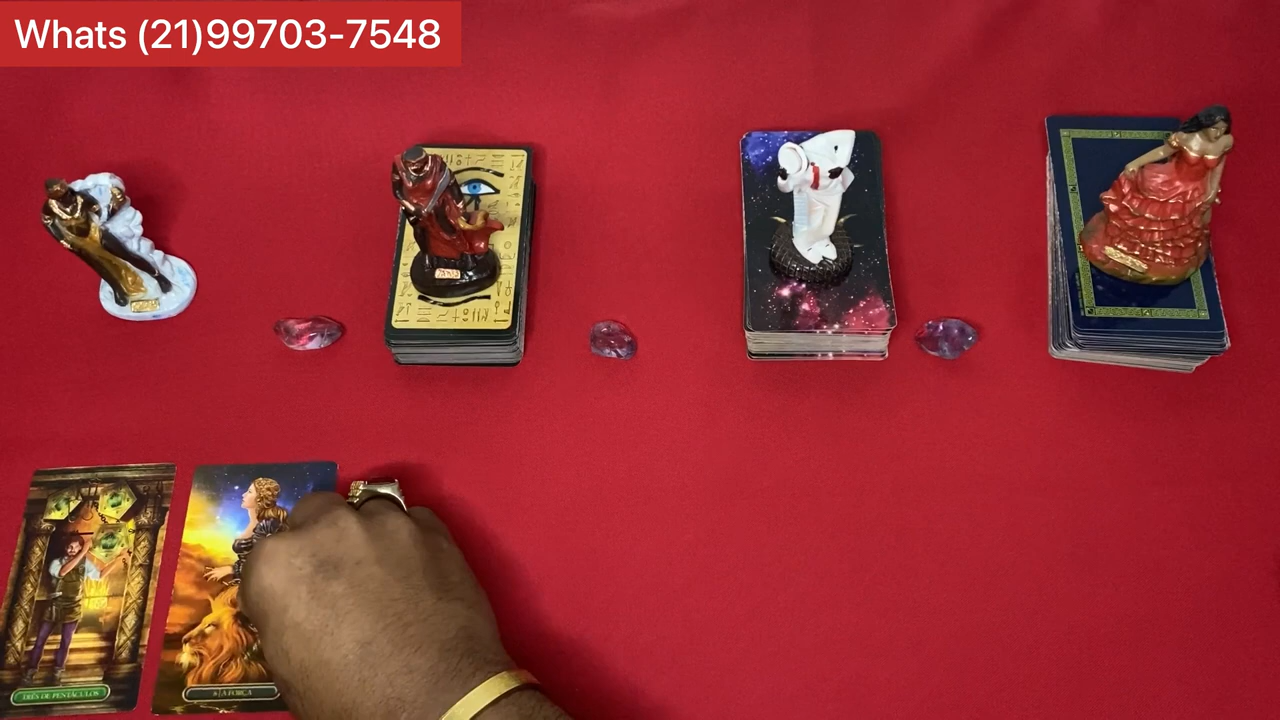 Whats (21)99703-7548
TRÊS DE PENTÁCULOS
8 | A FORÇA